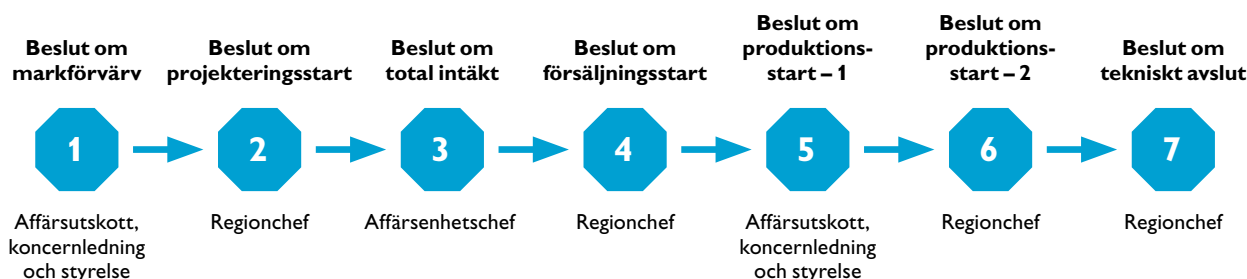 Beslut om
markförvärv
Beslut om
projekteringsstart
Beslut om
total intäkt
Beslut om
försäljningsstart
Beslut om
produktions-
start – 1
Beslut om
produktions-
start – 2
Beslut om
tekniskt avslut
1
2
3
4
5
6
7
Affärsutskott,
koncernledning
och styrelse
Regionchef
Affärsenhetschef
Regionchef
Affärsutskott,
koncernledning
och styrelse
Regionchef
Regionchef